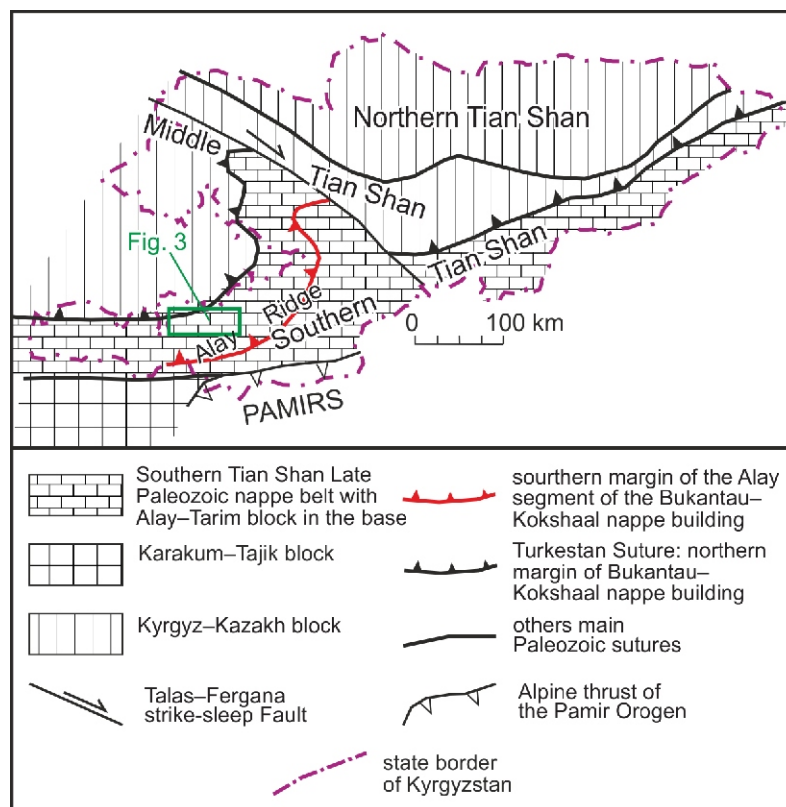 Northern Tian Shan
Middle
Tian Shan
Fig. 3
Tian Shan
Alay Ridge
Southern
0 100 km
PAMIRS
Southern Tian Shan Late
Paleozoic nappe belt with
Alay–Tarim block in the base
Karakum–Tajik block
Kyrgyz–Kazakh block
Talas–Fergana
strike-sleep Fault
sourthern margin of the Alay
segment of the Bukantau–
Kokshaal nappe building
Turkestan Suture: northern
margin of Bukantau–
Kokshaal nappe building
others main
Paleozoic sutures
Alpine thrust of
the Pamir Orogen
state border
of Kyrgyzstan